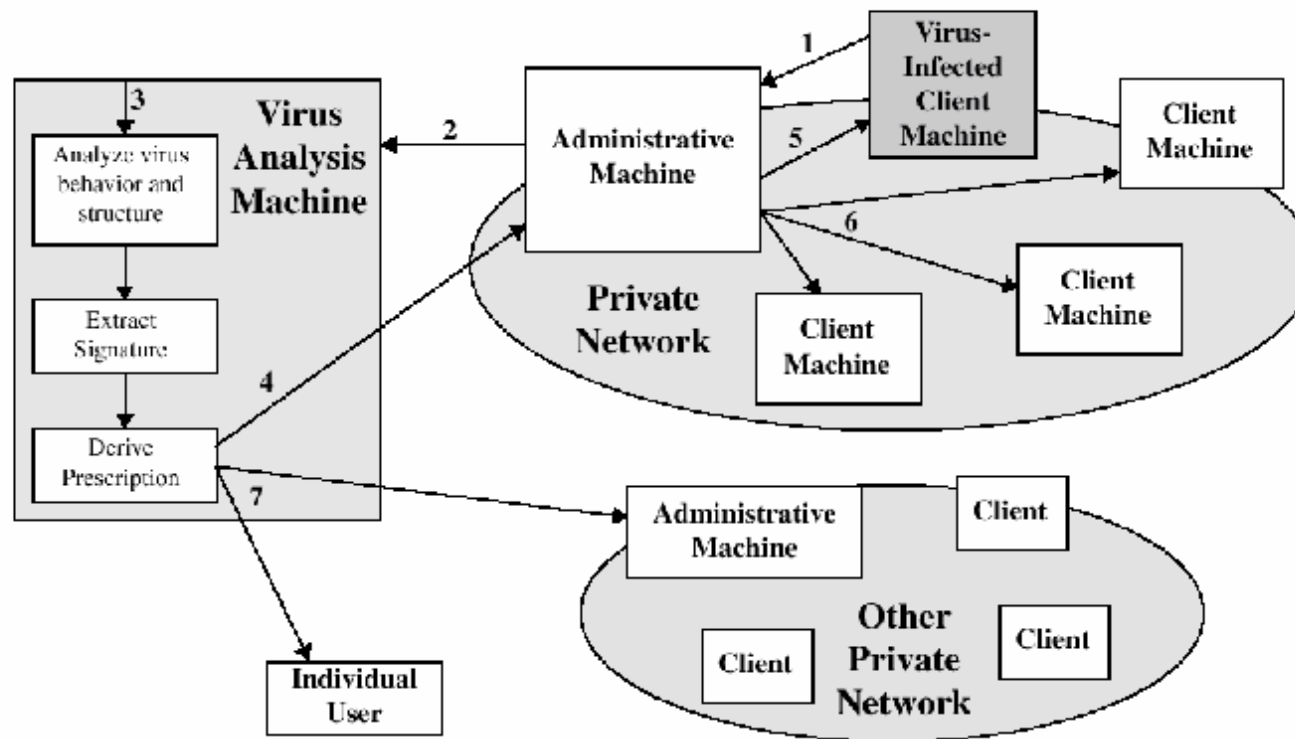 1
Virus-
Infected
Client
Machine
3
Virus
Analysis
Machine
2
Administrative
Machine
5
Client
Machine
Analyze virus
behavior and
structure
6
Private
Network
Client
Machine
Client
Machine
Extract
Signature
4
Derive
Prescription
7
Administrative
Machine
Client
Client
Client
Other
Private
Network
Individual
User